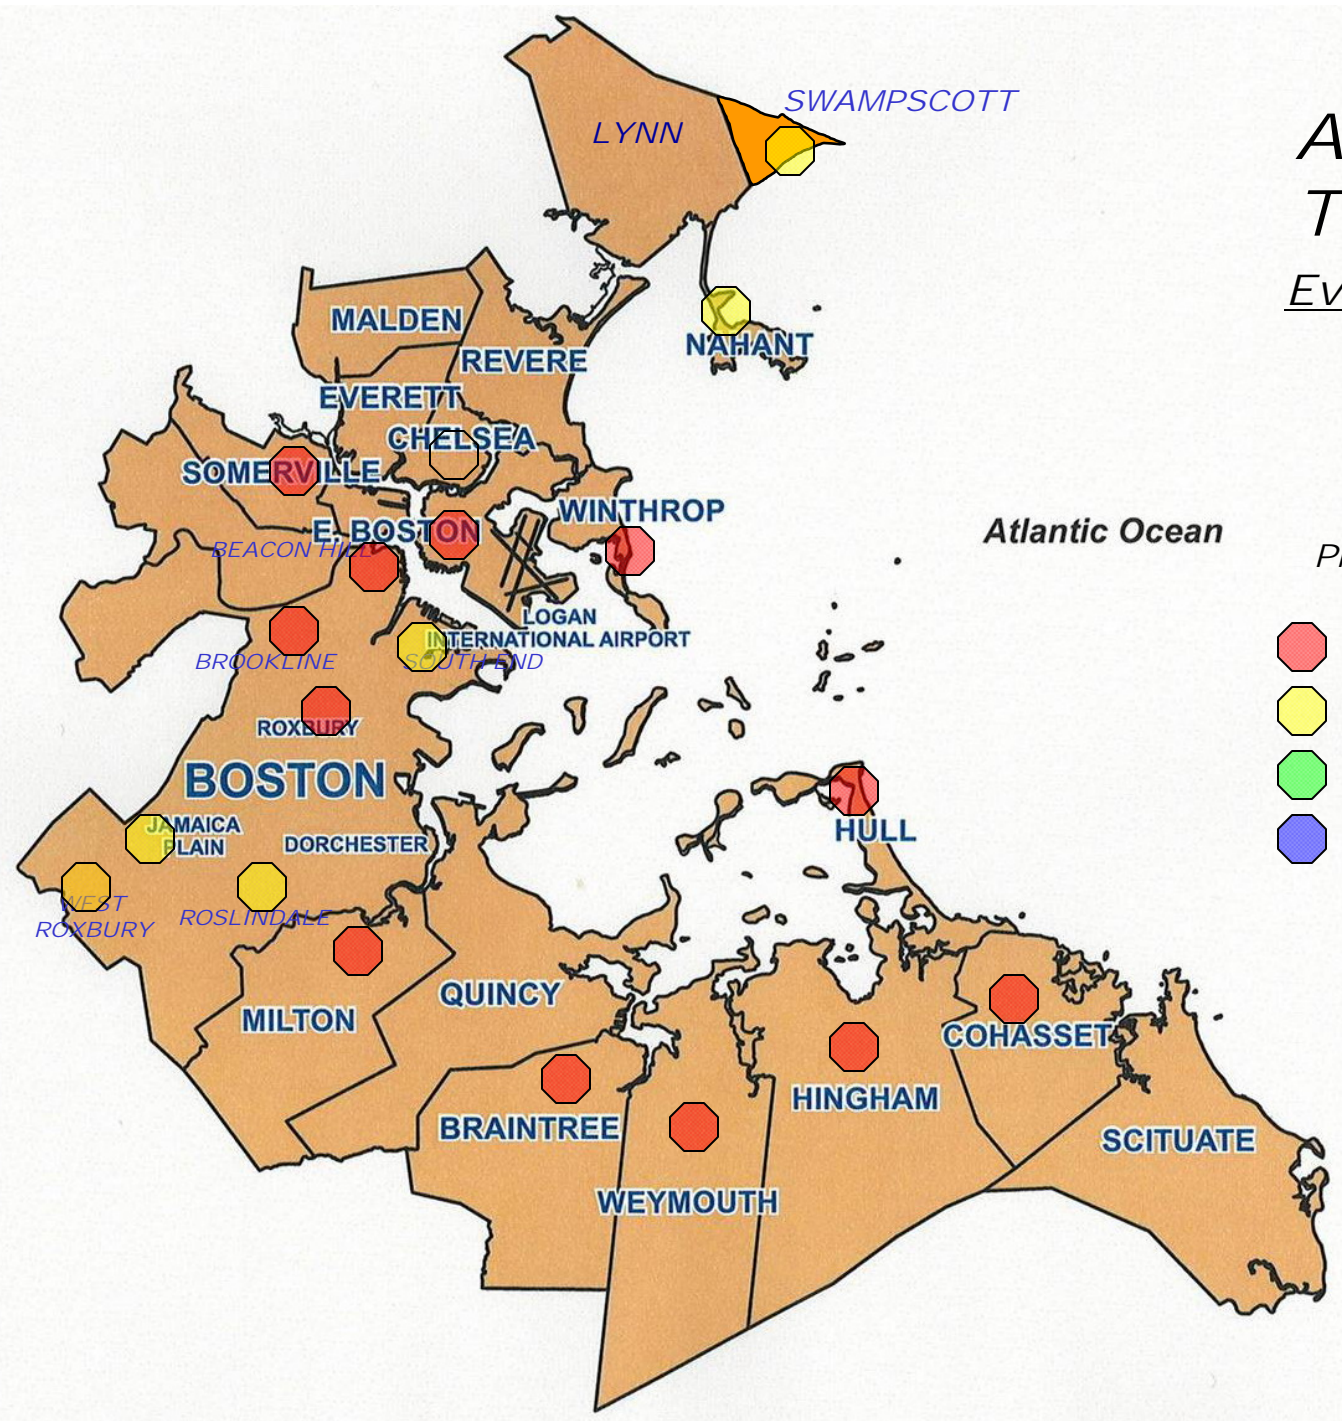 SWAMPSCOTT
LYNN
A
T
Ev
MALDEN
NAHANT
REVERE
EVERETT
CHELSEA
SOMERVILLE
WINTHROP
E. BOSTON
Atlantic Ocean
BEACON HILL
LOGAN
INTERNATIONAL AIRPORT
BROOKLINE
SOUTH END
ROXBURY
BOSTON
JAMAICA
PLAIN
DORCHESTER
HULL
WEST
ROXBURY
ROSLINDALE
QUINCY
MILTON
COHASSET
HINGHAM
BRAINTREE
SCITUATE
WEYMOUTH